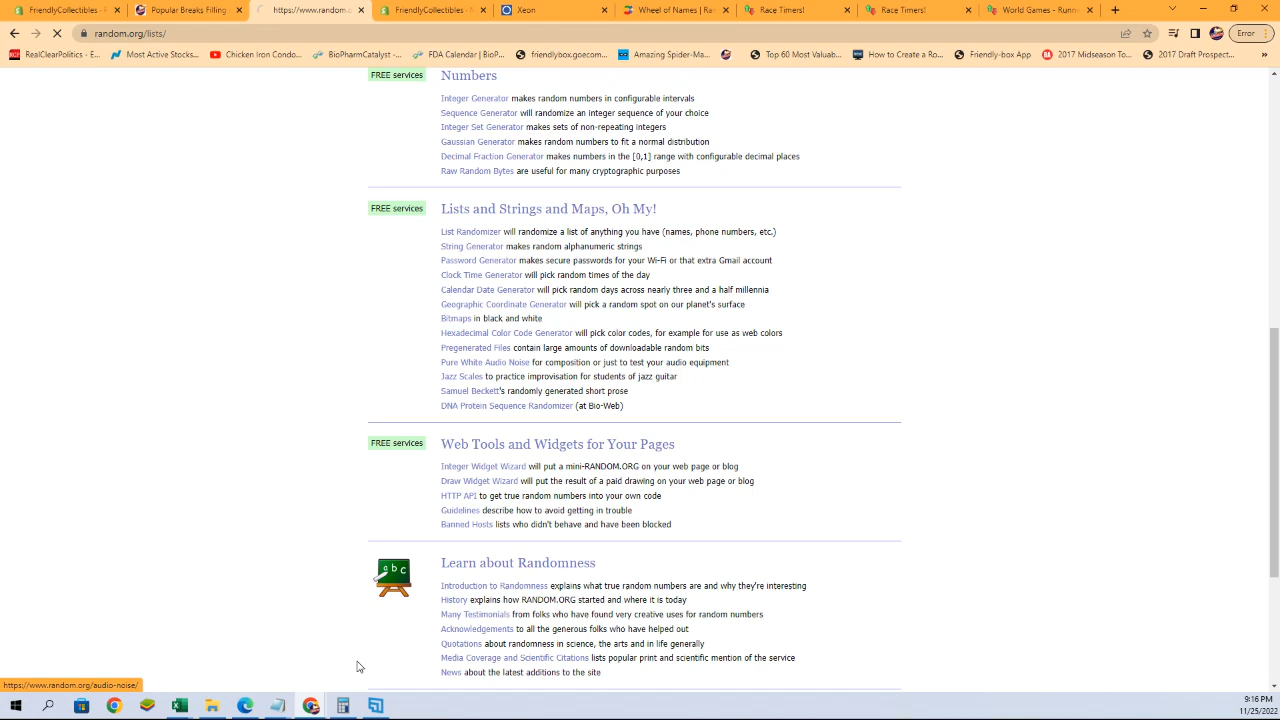 FriendlyCollectibles - E
Popular Breaks Filling
https://www.random-
FriendlyCollectibles - M
Xeon
Wheel of Names | Ra
Race Timers!
Race Timers!
World Games - Runn
random.org/lists/
Error
RealClearPolitics - E...
Most Active Stocks...
Chicken Iron Condo...
BioPharmCatalyst -...
FDA Calendar | BioP...
friendlybox.goecom...
Amazing Spider-Ma...
Top 60 Most Valuab...
How to Create a Ro...
Friendly-box App
2017 Midseason To...
2017 Draft Prospect...
FREE services
Numbers
Integer Generator makes random numbers in configurable intervals
Sequence Generator will randomize an integer sequence of your choice
Integer Set Generator makes sets of non-repeating integers
Gaussian Generator makes random numbers to fit a normal distribution
Decimal Fraction Generator makes numbers in the [0,1] range with configurable decimal places
Raw Random Bytes are useful for many cryptographic purposes
FREE services
Lists and Strings and Maps, Oh My!
List Randomizer will randomize a list of anything you have (names, phone numbers, etc.)
String Generator makes random alphanumeric strings
Password Generator makes secure passwords for your Wi-Fi or that extra Gmail account
Clock Time Generator will pick random times of the day
Calendar Date Generator will pick random days across nearly three and a half millennia
Geographic Coordinate Generator will pick a random spot on our planet's surface
Bitmaps in black and white
Hexadecimal Color Code Generator will pick color codes, for example for use as web colors
Pregenerated Files contain large amounts of downloadable random bits
Pure White Audio Noise for composition or just to test your audio equipment
Jazz Scales to practice improvisation for students of jazz guitar
Samuel Beckett's randomly generated short prose
DNA Protein Sequence Randomizer (at Bio-Web)
FREE services
Web Tools and Widgets for Your Pages
Integer Widget Wizard will put a mini-RANDOM.ORG on your web page or blog
Draw Widget Wizard will put the result of a paid drawing on your web page or blog
HTTP API to get true random numbers into your own code
Guidelines describe how to avoid getting in trouble
Banned Hosts lists who didn't behave and have been blocked
abc
Learn about Randomness
Introduction to Randomness explains what true random numbers are and why they're interesting
History explains how RANDOM.ORG started and where it is today
Many Testimonials from folks who have found very creative uses for random numbers
Acknowledgements to all the generous folks who have helped out
Quotations about randomness in science, the arts and in life generally
Media Coverage and Scientific Citations lists popular print and scientific mention of the service
News about the latest additions to the site
https://www.random.org/audio-noise/
9:16 PM
11/25/2023